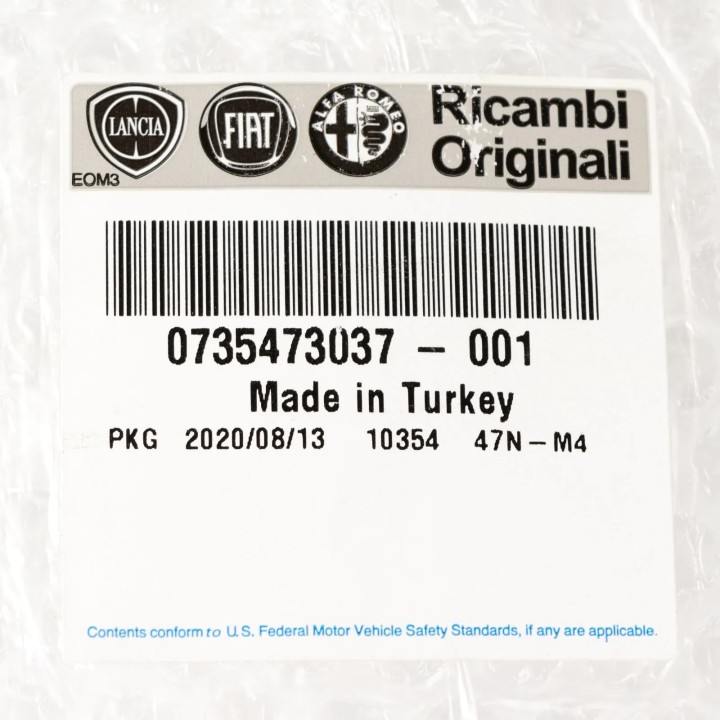 LANCIA
FIAT
ALFA ROMEO
Ricambi
Originali
EOM3
0735473037 - 001
Made in Turkey
PKG 2020/08/13 10354 47N-M4
Contents conform to U.S. Federal Motor Vehicle Safety Standards, if any are applicable.